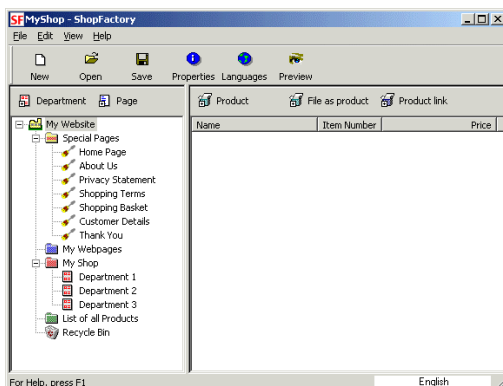 SF MyShop - ShopFactory
File Edit View Help
New Open Save Properties Languages Preview
Department Page Product File as product Product link
Name Item Number Price
My Website
Special Pages
Home Page
About Us
Privacy Statement
Shopping Terms
Shopping Basket
Customer Details
Thank You
My Webpages
My Shop
Department 1
Department 2
Department 3
List of all Products
Recycle Bin
For Help, press F1 English